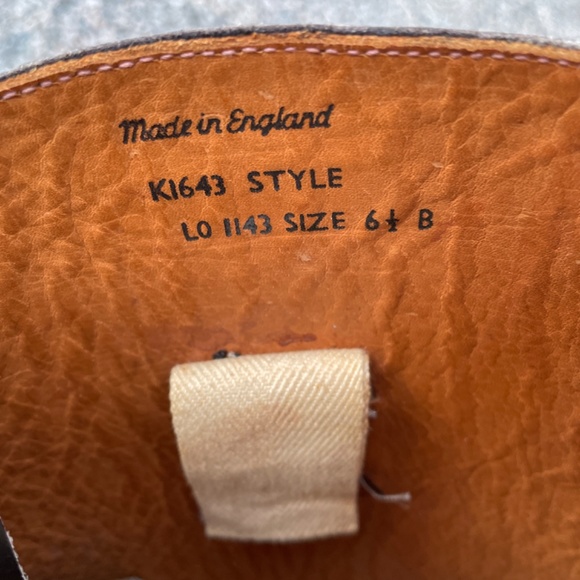 Made in England
K1643 STYLE
LO 1143 SIZE 6½ B